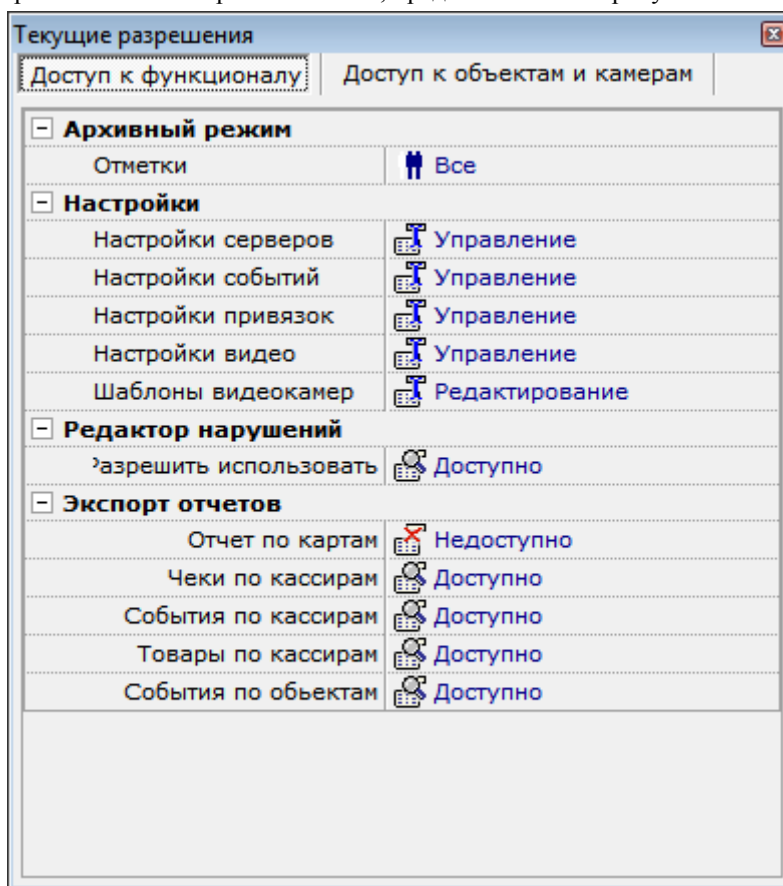 Текущие разрешения
Доступ к функционалу Доступ к объектам и камерам
Архивный режим
Отметки Все
Настройки
Настройки серверов Управление
Настройки событий Управление
Настройки привязок Управление
Настройки видео Управление
Шаблоны видеокамер Редактирование
Редактор нарушений
Разрешить использовать Доступно
Экспорт отчетов
Отчет по картам Недоступно
Чеки по кассирам Доступно
События по кассирам Доступно
Товары по кассирам Доступно
События по обьектам Доступно